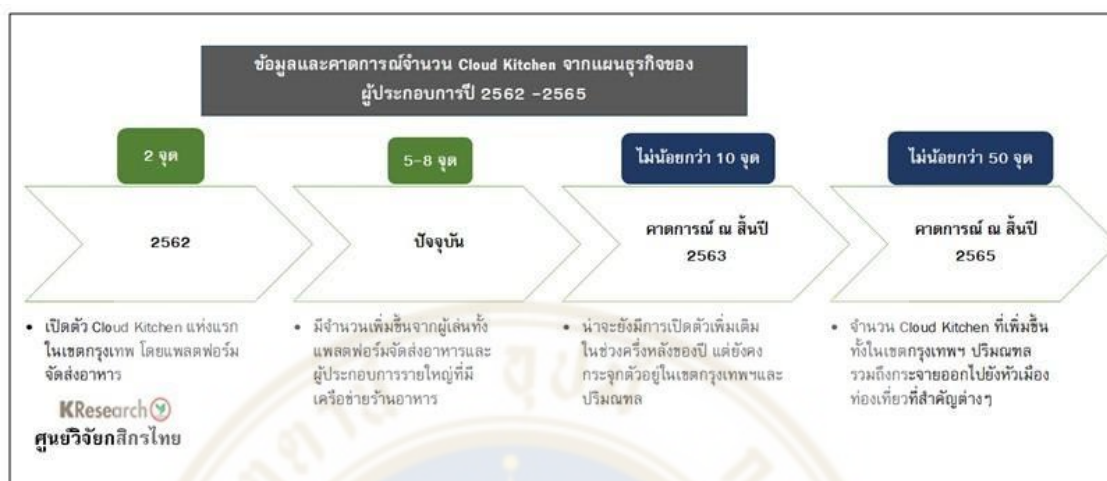 ข้อมูลและคาดการณ์จำนวน Cloud Kitchen จากแผนธุรกิจของ
ผู้ประกอบการปี 2562 -2565
2 จุด
5-8 จุด
ไม่น้อยกว่า 10 จุด
ไม่น้อยกว่า 50 จุด
2562
ปัจจุบัน
คาดการณ์ ณ สิ้นปี
2563
คาดการณ์ ณ สิ้นปี
2565
• เปิดตัว Cloud Kitchen แห่งแรก
ในเขตกรุงเทพ โดยแพลตฟอร์ม
จัดส่งอาหาร
• มีจำนวนเพิ่มขึ้นจากผู้เล่นทั้ง
แพลตฟอร์มจัดส่งอาหารและ
ผู้ประกอบการรายใหญ่ที่มี
เครือข่ายร้านอาหาร
• น่าจะยังมีการเปิดตัวเพิ่มเติม
ในช่วงครึ่งหลังของปี แต่ยังคง
กระจุกตัวอยู่ในเขตกรุงเทพฯและ
ปริมณฑล
• จำนวน Cloud Kitchen ที่เพิ่มขึ้น
ทั้งในเขตกรุงเทพฯ ปริมณฑล
รวมถึงกระจายออกไปยังหัวเมือง
ท่องเที่ยวที่สำคัญต่างๆ
KResearch
ศูนย์วิจัยกสิกรไทย